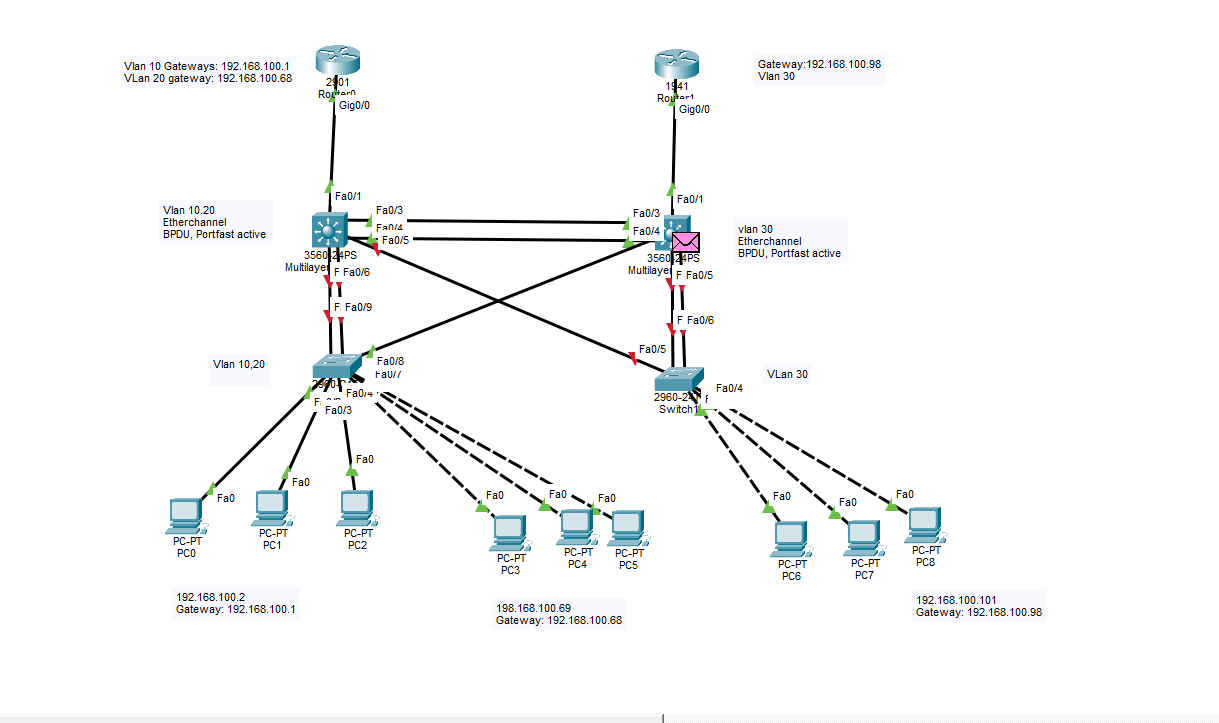 Vlan 10 Gateways: 192.168.100.1
VLan 20 gateway: 192.168.100.68
2901
Router0
Gig0/0
1941
Router1
Gig0/0
Gateway:192.168.100.98
Vlan 30
Fa0/1
Fa0/1
Vlan 10.20
Etherchannel
BPDU, Portfast active
Fa0/3
Fa0/4
Fa0/5
Fa0/3
Fa0/4
vlan 30
Etherchannel
BPDU, Portfast active
3560-24PS
Multilayer
3560-24PS
Multilayer
F Fa0/6
F Fa0/5
F Fa0/9
F Fa0/6
Vlan 10,20
Fa0/8
Fa0/7
Fa0/5
VLan 30
Fa0/4
Fa0/3
2960-24
Switch1
Fa0/4
F
Fa0
Fa0
Fa0
Fa0
Fa0
Fa0
Fa0
Fa0
Fa0
PC-PT
PC0
PC-PT
PC1
PC-PT
PC2
PC-PT
PC3
PC-PT
PC4
PC-PT
PC5
PC-PT
PC6
PC-PT
PC7
PC-PT
PC8
192.168.100.2
Gateway: 192.168.100.1
198.168.100.69
Gateway: 192.168.100.68
192.168.100.101
Gateway: 192.168.100.98